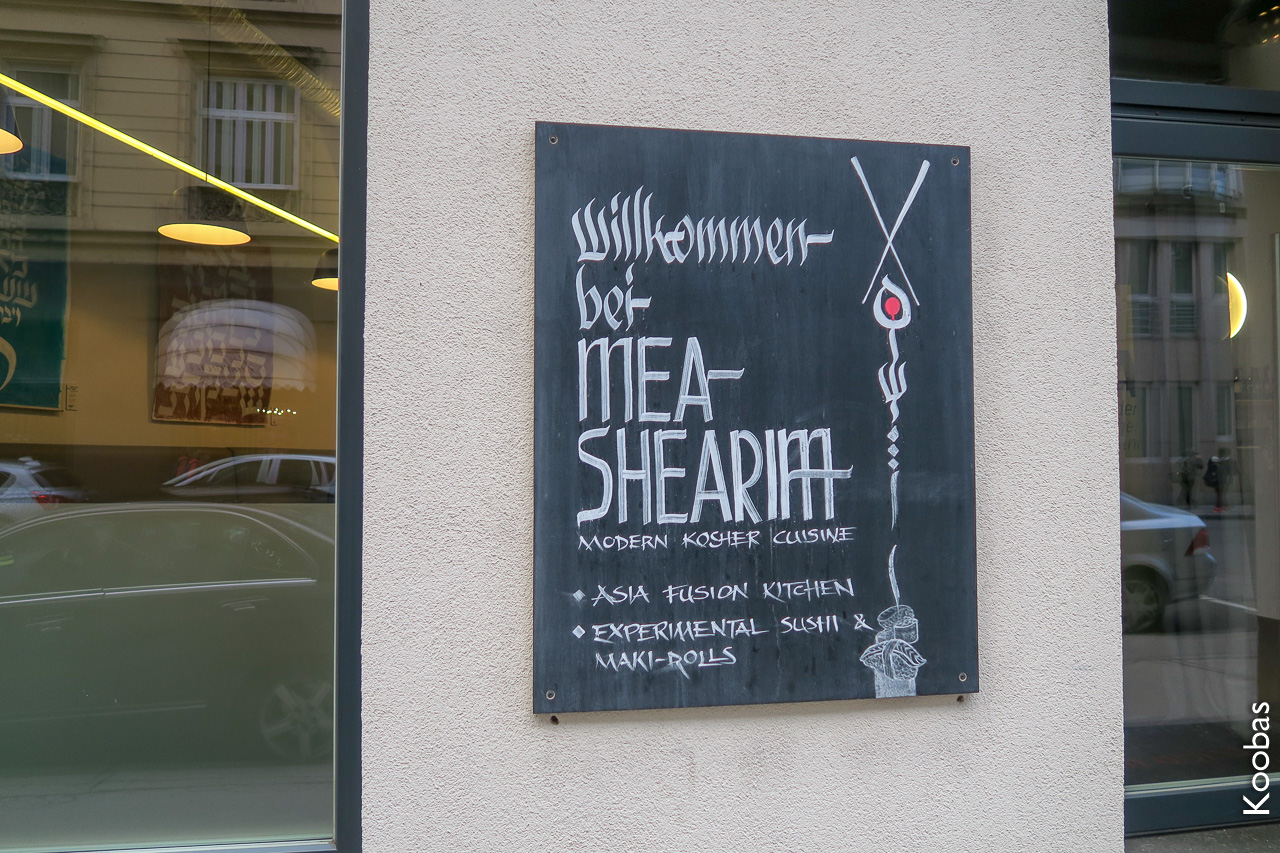 Willkommen
bei
MEA
SHEARIM
MODERN KOSHER CUISINE
ASIA FUSION KITCHEN
EXPERIMENTAL SUSHI &
MAKI-ROLLS
Koobas